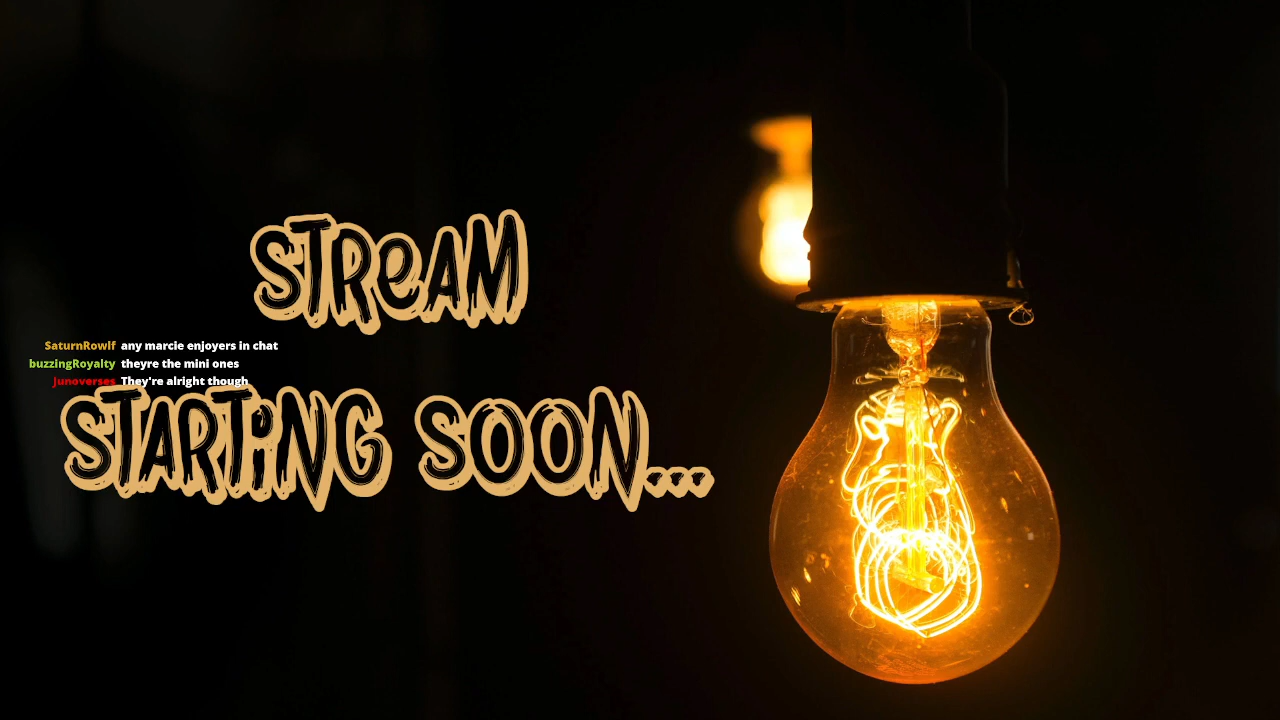 STReAM
SaturnRowlf any marcie enjoyers in chat
buzzingRoyalty theyre the mini ones
Junoverses They're alright though
STARTiNG SOON...